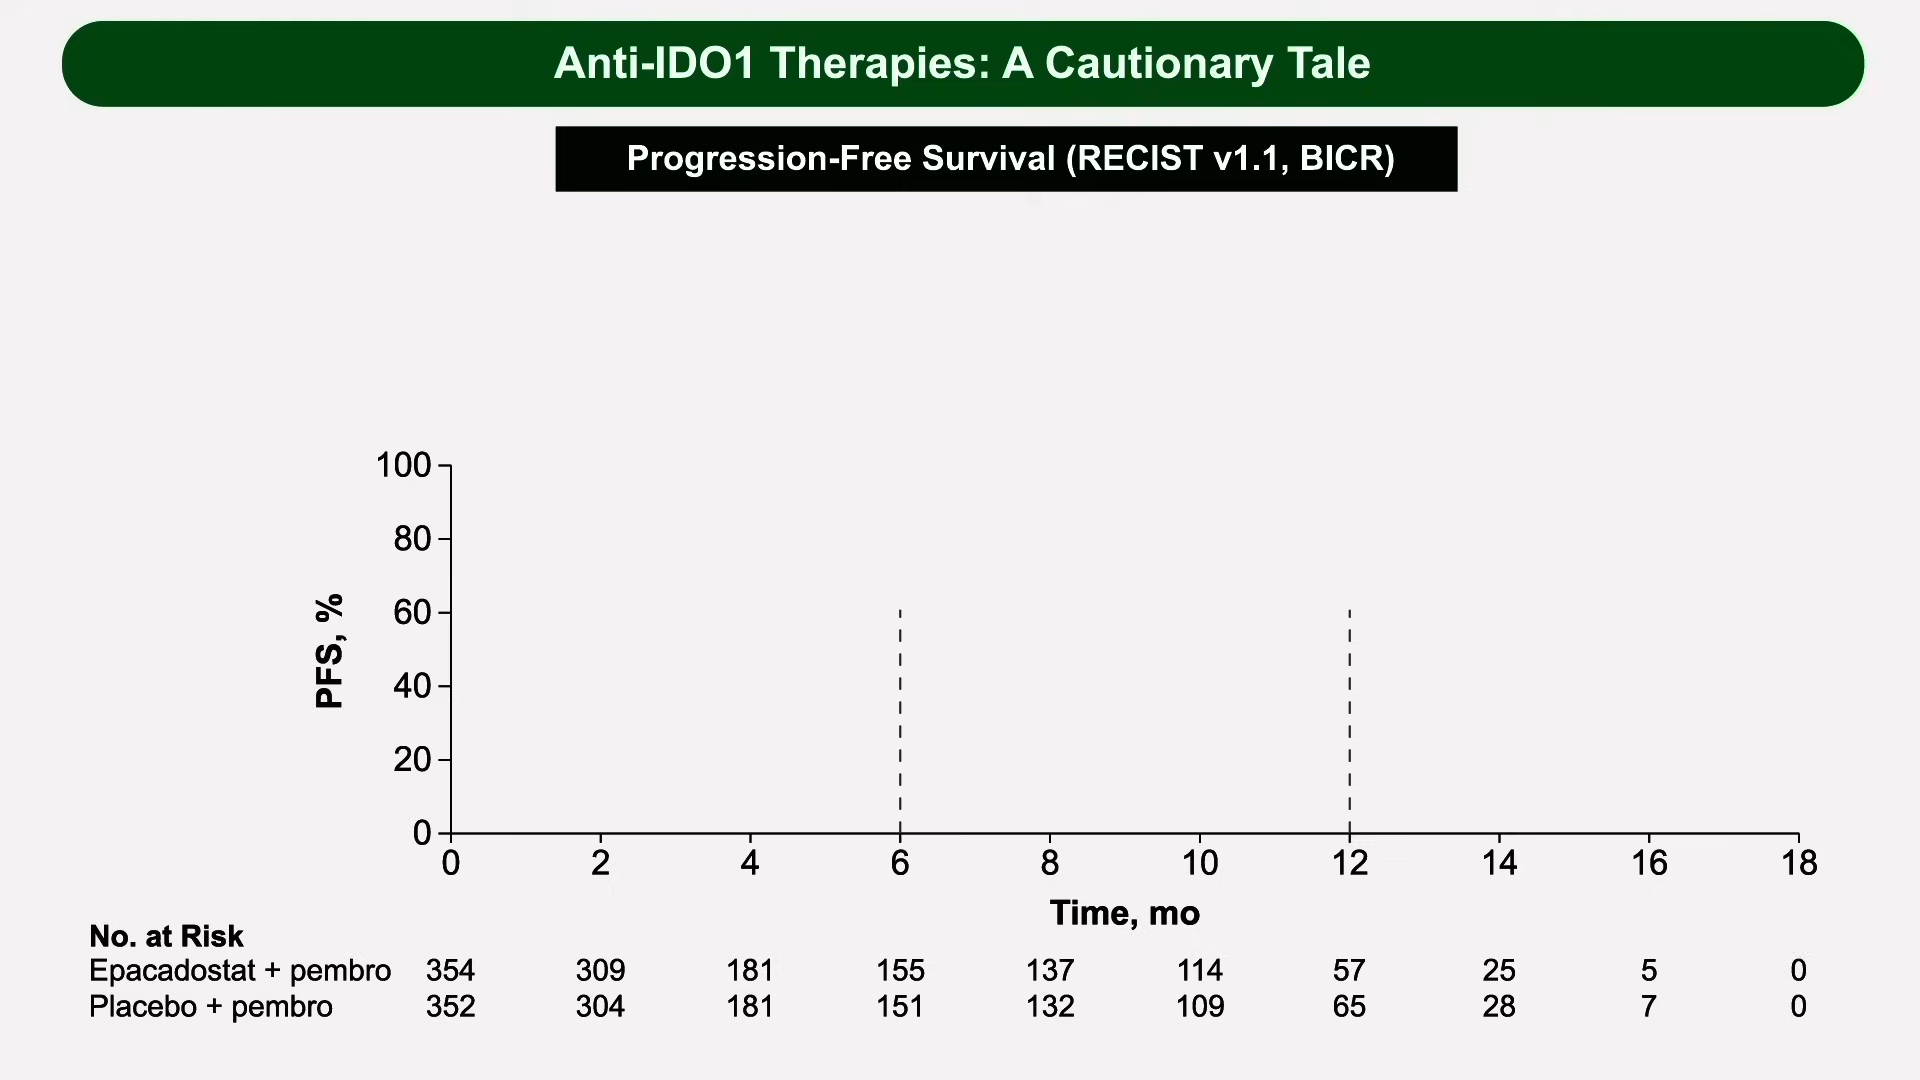 Anti-IDO1 Therapies: A Cautionary Tale
Progression-Free Survival (RECIST v1.1, BICR)
100
80
60
40
20
0
PFS, %
0 2 4 6 8 10 12 14 16 18
Time, mo
No. at Risk
Epacadostat + pembro 354 309 181 155 137 114 57 25 5 0
Placebo + pembro 352 304 181 151 132 109 65 28 7 0